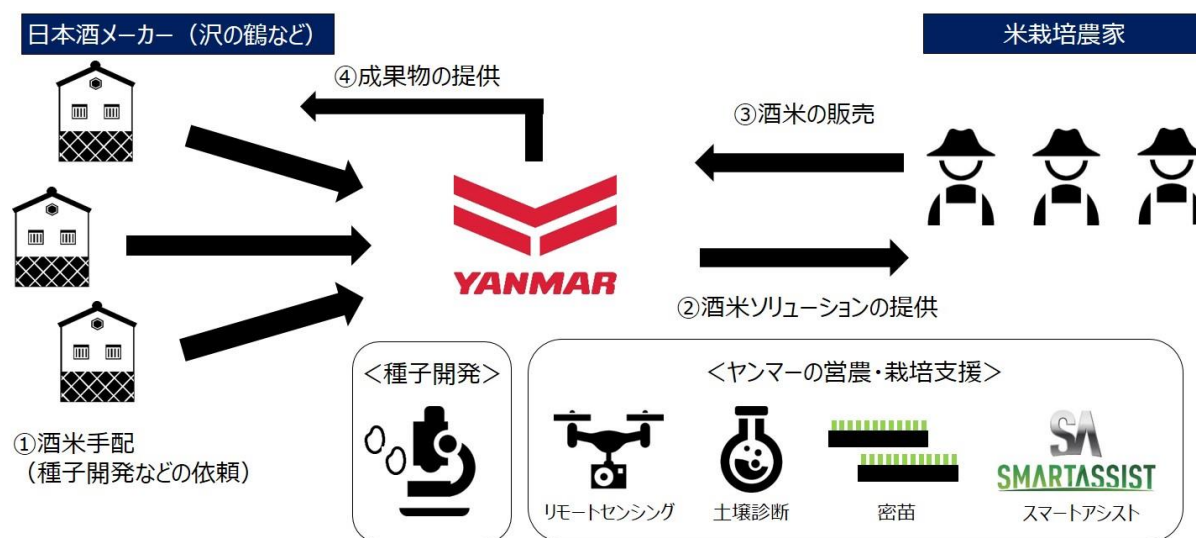 日本酒メーカー（沢の鶴など）
米栽培農家
④成果物の提供
③酒米の販売
YANMAR
②酒米ソリューションの提供
①酒米手配
（種子開発などの依頼）
＜種子開発＞
＜ヤンマーの営農・栽培支援＞
SA
SMARTASSIST
リモートセンシング
土壌診断
密苗
スマートアシスト